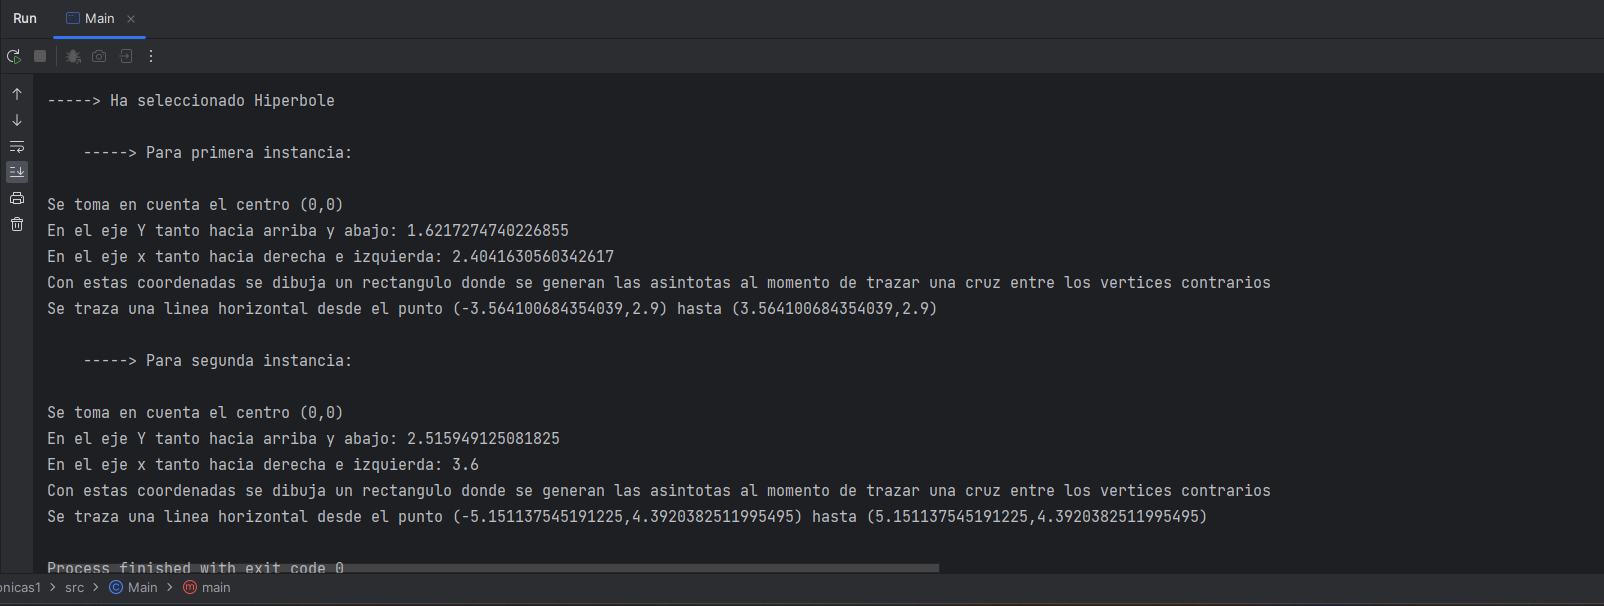 Run Main
-----> Ha seleccionado Hiperbole
-----> Para primera instancia:
Se toma en cuenta el centro (0,0)
En el eje Y tanto hacia arriba y abajo: 1.6217274740226855
En el eje x tanto hacia derecha e izquierda: 2.4041630560342617
Con estas coordenadas se dibuja un rectangulo donde se generan las asintotas al momento de trazar una cruz entre los vertices contrarios
Se traza una linea horizontal desde el punto (-3.564100684354039,2.9) hasta (3.564100684354039,2.9)
-----> Para segunda instancia:
Se toma en cuenta el centro (0,0)
En el eje Y tanto hacia arriba y abajo: 2.515949125081825
En el eje x tanto hacia derecha e izquierda: 3.6
Con estas coordenadas se dibuja un rectangulo donde se generan las asintotas al momento de trazar una cruz entre los vertices contrarios
Se traza una linea horizontal desde el punto (-5.151137545191225,4.3920382511995495) hasta (5.151137545191225,4.3920382511995495)
Process finished with exit code 0
onicas1 > src > Main > main